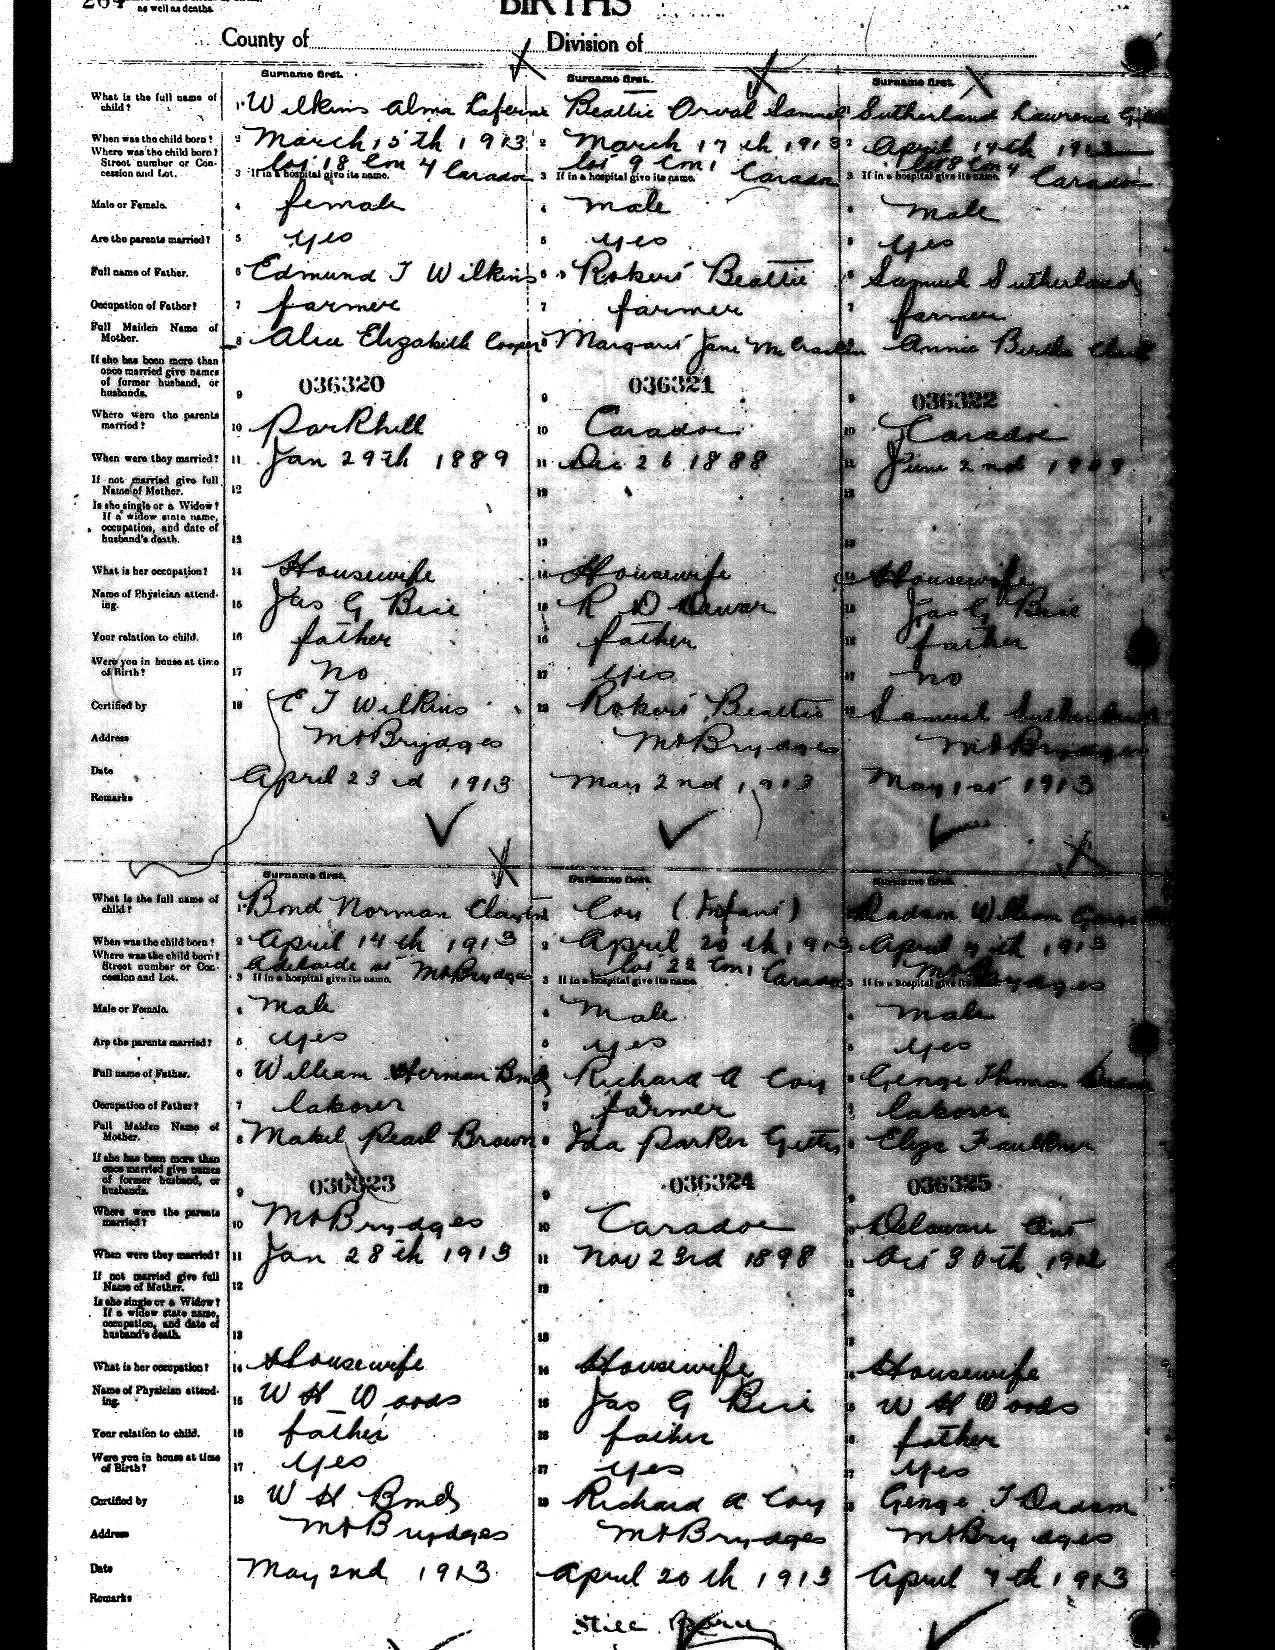 264
as well as deaths.
BIRTHS
County of Division of
Surname first. Surname first. Surname first.
What is the full name of child? 1 Wilkins Alma Beattie Orval Samuel Sutherland Lawrence
When was the child born? 2 March 15th 1913 2 March 17th 1913 2 April 14th 1913
Where was the child born? Street number or Concession and Lot. 3 If in a hospital give its name. lot 18 Con 4 Caradoc 3 If in a hospital give its name. lot 9 Con 1 Caradoc 3 If in a hospital give its name. lot 8 Con 4 Caradoc
Male or Female. 4 female 4 male 4 male
Are the parents married? 5 yes 5 yes 5 yes
Full name of Father. 6 Edmund T Wilkins 6 Robert Beattie 6 Samuel Sutherland
Occupation of Father? 7 farmer 7 farmer 7 farmer
Full Maiden Name of Mother. 8 Alice Elizabeth Cooper 8 Margaret Jane McCracklin Annie Bertha
If she has been more than once married give names of former husband, or husbands. 9 036320 9 036321 9 036322
Where were the parents married? 10 Parkhill 10 Caradoc 10 Caradoc
When were they married? 11 Jan 29th 1889 11 Dec 26 1888 11 June 2nd 1909
If not married give full Name of Mother. 12 12 12
Is she single or a Widow? If a widow state name, occupation, and date of husband's death. 13 13 13
What is her occupation? 14 Housewife 14 Housewife 14 Housewife
Name of Physician attending. 15 Jas G Bice 15 R D Dewar 15 Jas G Bice
Your relation to child. 16 father 16 father 16 father
Were you in house at time of Birth? 17 no 17 yes 17 no
Certified by 18 E T Wilkins 18 Robert Beattie 18 Samuel Sutherland
Address Mt Brydges Mt Brydges Mt Brydges
Date April 23rd 1913 May 2nd 1913 May 1st 1913
Remarks
Surname first. Surname first. Surname first.
What is the full name of child? 1 Bond Norman Clayton Coy (Infant) Dadson William George
When was the child born? 2 April 14th 1913 2 April 20th 1913 2 April 4th 1913
Where was the child born? Street number or Concession and Lot. 3 If in a hospital give its name. Adelaide st Mt Brydges 3 If in a hospital give its name. lot 22 Con 1 Caradoc 3 If in a hospital give its name. Mt Brydges
Male or Female. 4 Male 4 Male 4 male
Are the parents married? 5 yes 5 yes 5 yes
Full name of Father. 6 William Herman Bond Richard A Coy 6 George Thomas Dadson
Occupation of Father? 7 laborer 7 farmer 7 laborer
Full Maiden Name of Mother. 8 Mabel Pearl Brown 8 Ida Parker 8 Eliza Faulkner
If she has been more than once married give names of former husband, or husbands. 9 036323 9 036324 9 036325
Where were the parents married? 10 Mt Brydges 10 Caradoc 10 Delaware Ont
When were they married? 11 Jan 28th 1913 11 Nov 23rd 1898 11 Oct 30th 1902
If not married give full Name of Mother. 12 12 12
Is she single or a Widow? If a widow state name, occupation, and date of husband's death. 13 13 13
What is her occupation? 14 Housewife 14 Housewife 14 Housewife
Name of Physician attending. 15 W H Woods 15 Jas G Bice 15 W H Woods
Your relation to child. 16 father 16 father 16 father
Were you in house at time of Birth? 17 yes 17 yes 17 yes
Certified by 18 W H Bond 18 Richard A Coy 18 George T Dadson
Address Mt Brydges Mt Brydges Mt Brydges
Date May 2nd 1913 April 20th 1913 April 7th 1913
Remarks Still Born